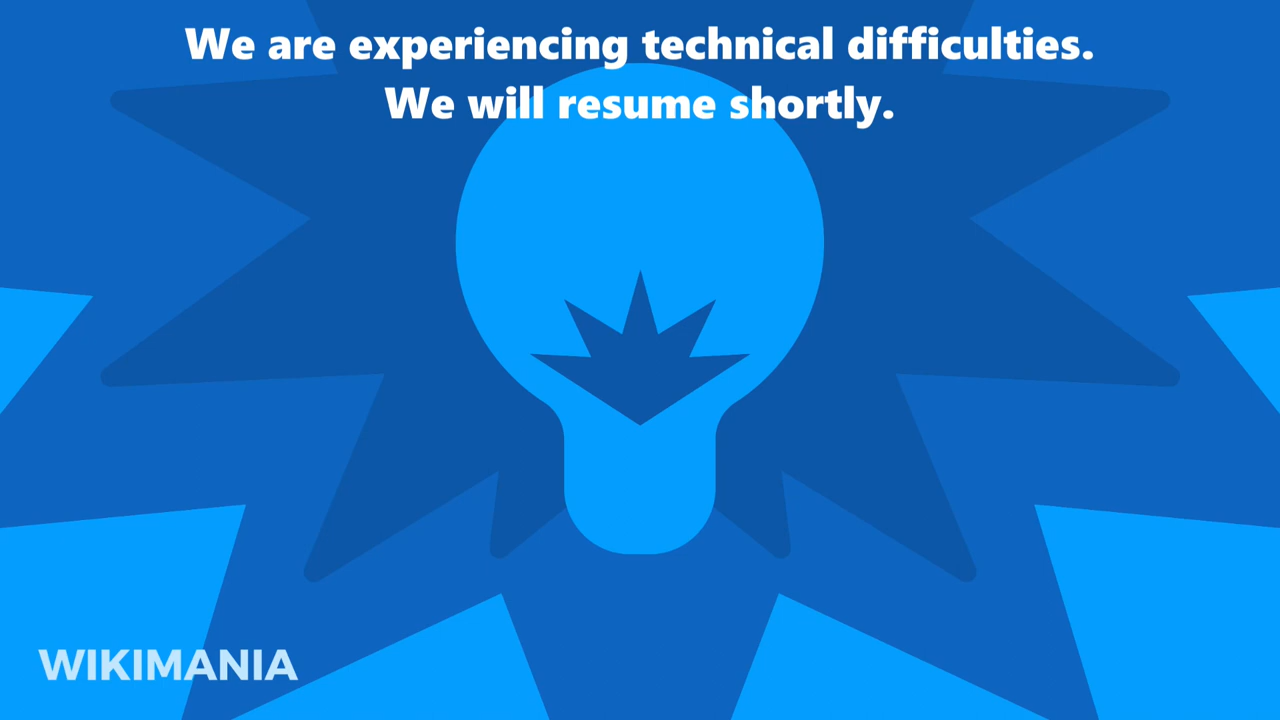 We are experiencing technical difficulties.
We will resume shortly.
WIKIMANIA